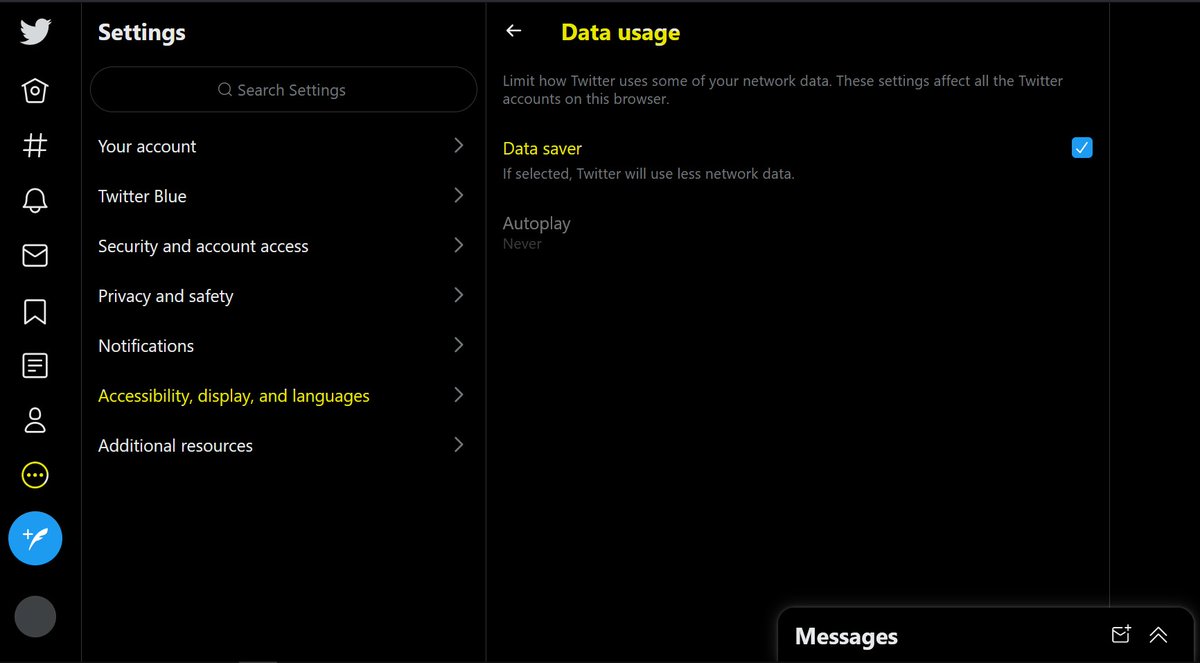 Settings
Search Settings
Your account
Twitter Blue
Security and account access
Privacy and safety
Notifications
Accessibility, display, and languages
Additional resources
Data usage
Limit how Twitter uses some of your network data. These settings affect all the Twitter
accounts on this browser.
Data saver
If selected, Twitter will use less network data.
Autoplay
Never
Messages